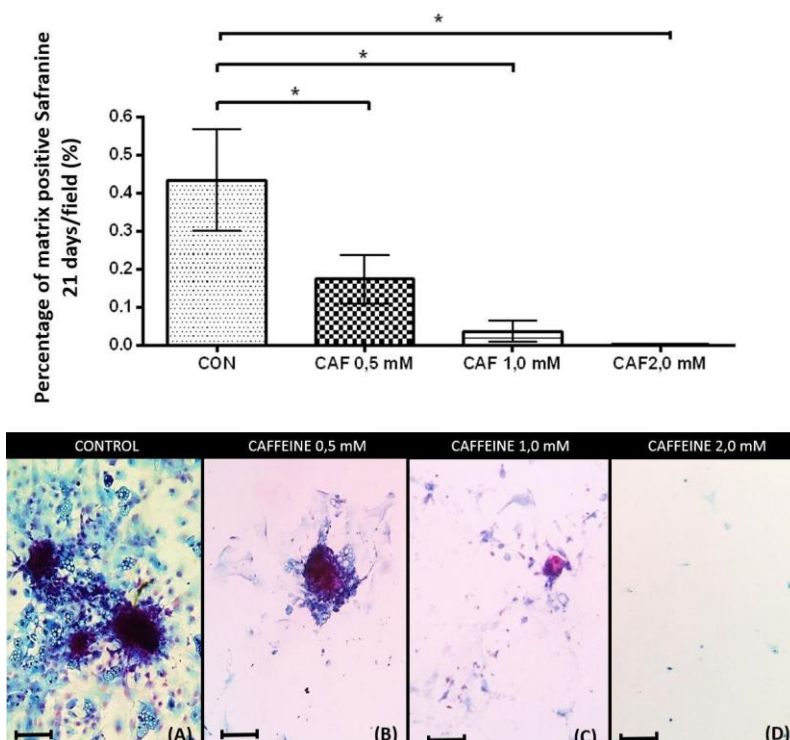 *
*
*
Percentage of matrix positive Safranine
21 days/field (%)
0.6
0.5
0.4
0.3
0.2
0.1
0.0
CON CAF 0,5 mM CAF 1,0 mM CAF2,0 mM
CONTROL CAFFEINE 0,5 mM CAFFEINE 1,0 mM CAFFEINE 2,0 mM
(A) (B) (C) (D)